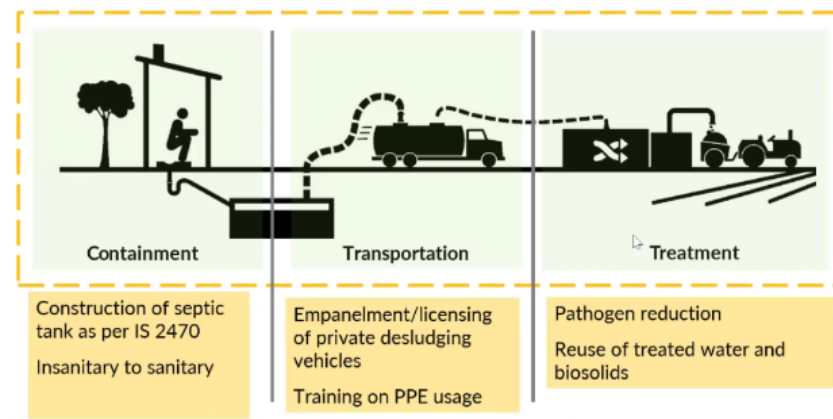 Containment
Transportation
Treatment
Construction of septic
tank as per IS 2470
Insanitary to sanitary
Empanelment/licensing
of private desludging
vehicles
Training on PPE usage
Pathogen reduction
Reuse of treated water and
biosolids